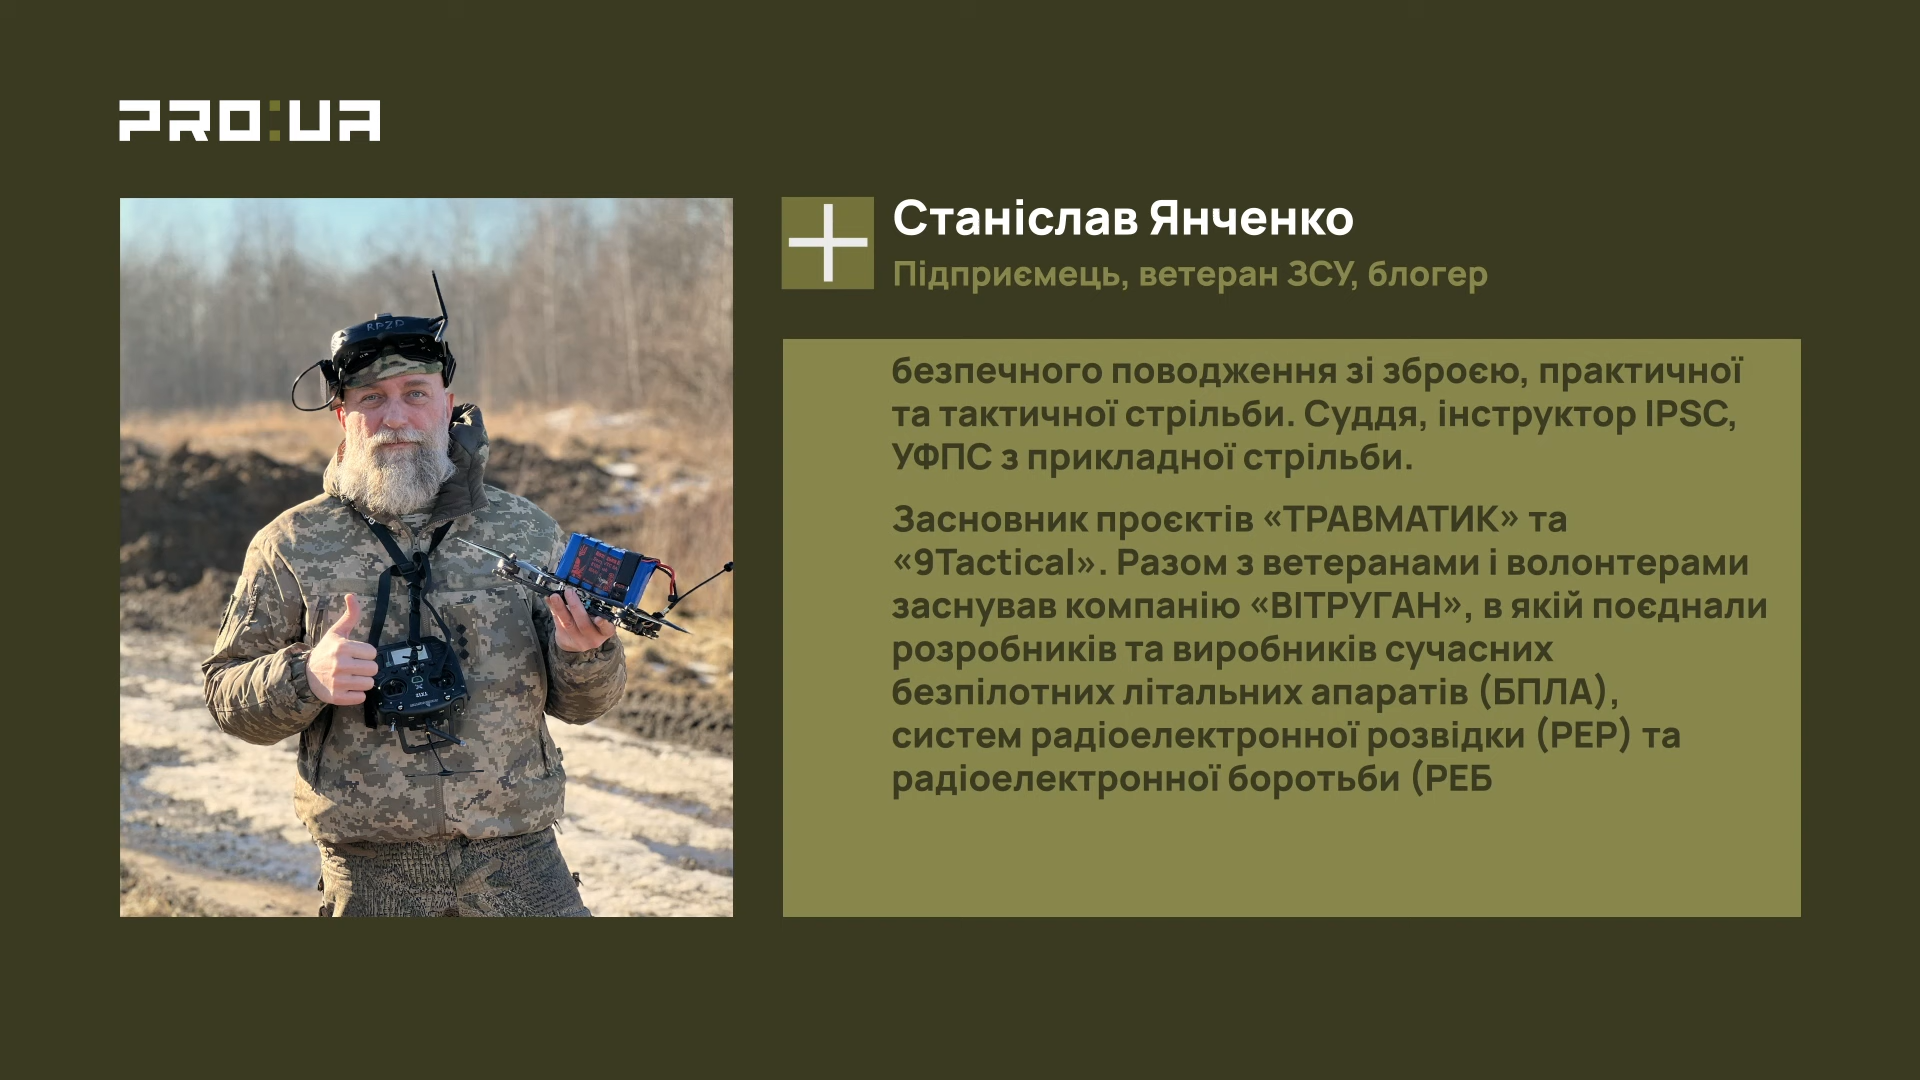 PRO:UA
Станіслав Янченко
Підприємець, ветеран ЗСУ, блогер
безпечного поводження зі зброєю, практичної
та тактичної стрільби. Суддя, інструктор IPSC,
УФПС з прикладної стрільби.
Засновник проєктів «ТРАВМАТИК» та
«9Tactical». Разом з ветеранами і волонтерами
заснував компанію «ВІТРУГАН», в якій поєднали
розробників та виробників сучасних
безпілотних літальних апаратів (БПЛА),
систем радіоелектронної розвідки (РЕР) та
радіоелектронної боротьби (РЕБ
RPZD
TX12